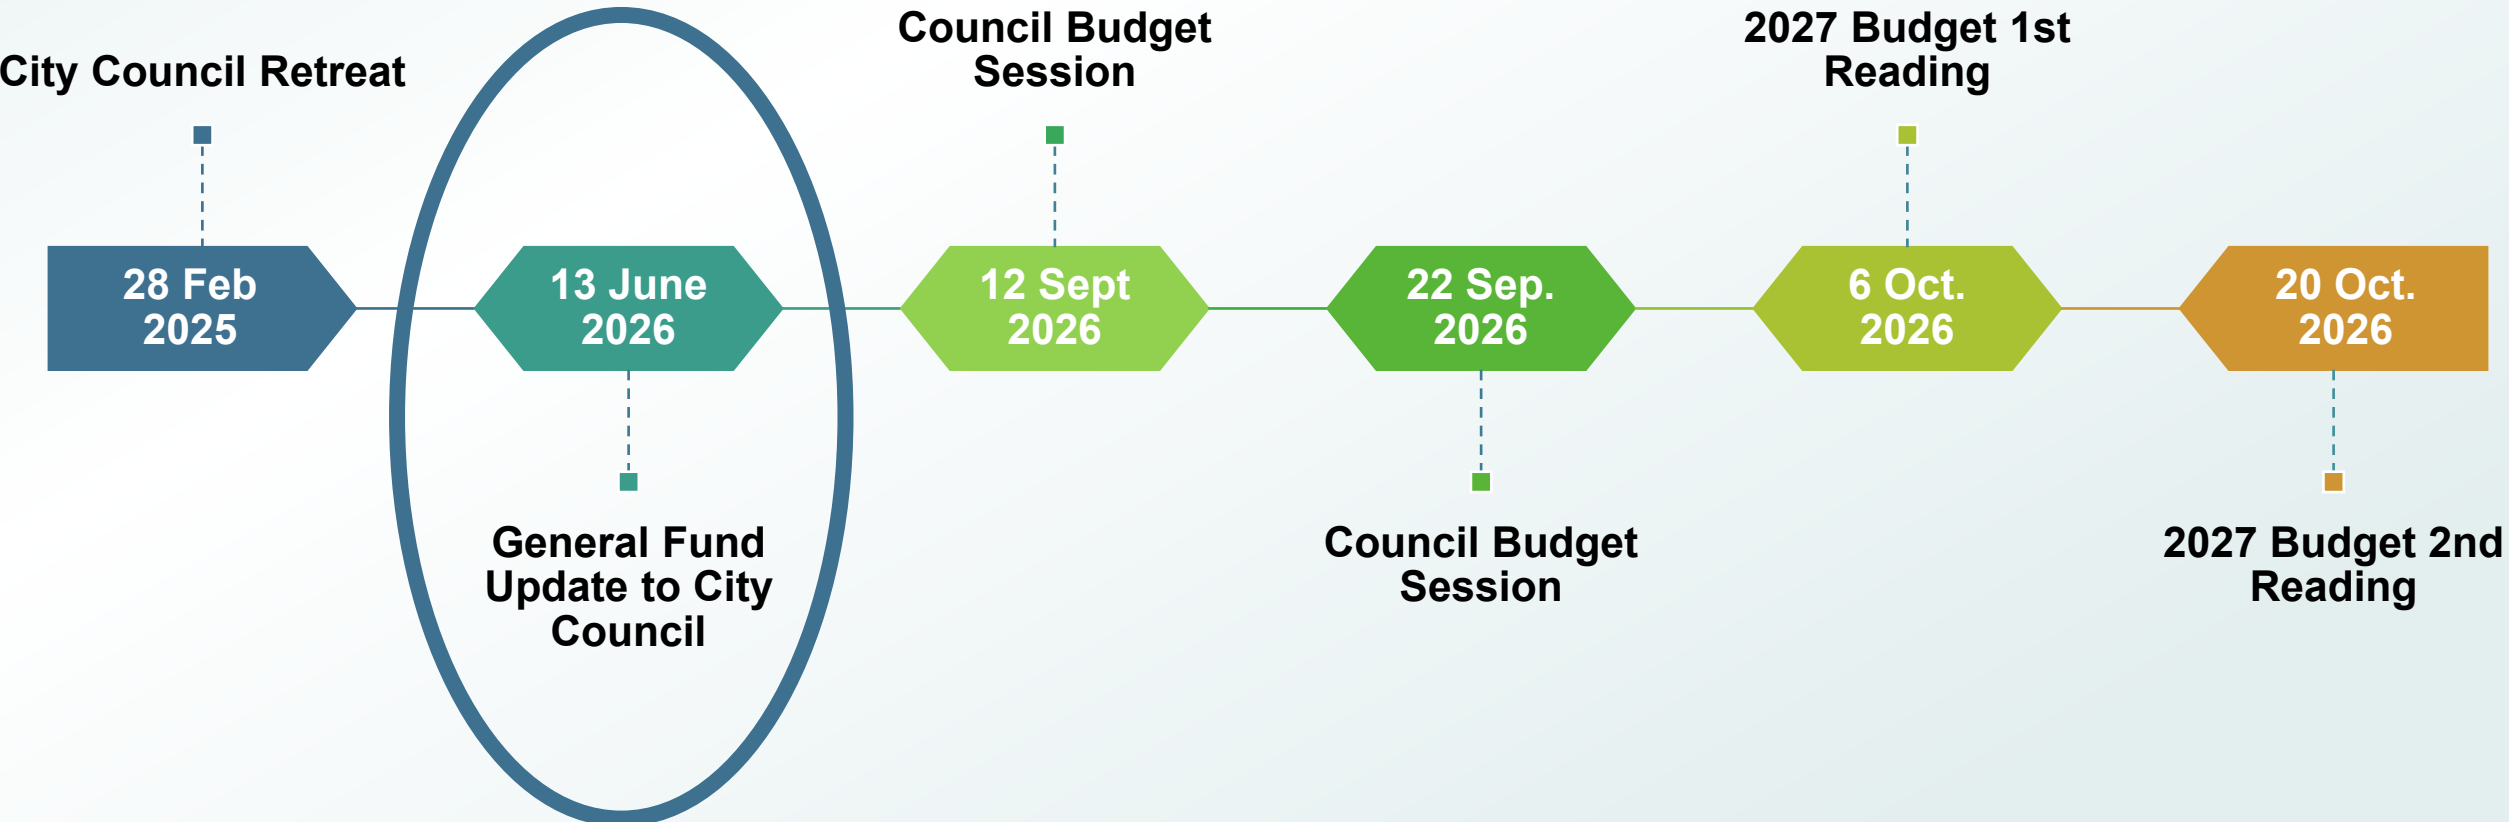 City Council Retreat
28 Feb
2025
13 June
2026
General Fund
Update to City
Council
Council Budget
Session
12 Sept
2026
22 Sep.
2026
Council Budget
Session
2027 Budget 1st
Reading
6 Oct.
2026
20 Oct.
2026
2027 Budget 2nd
Reading